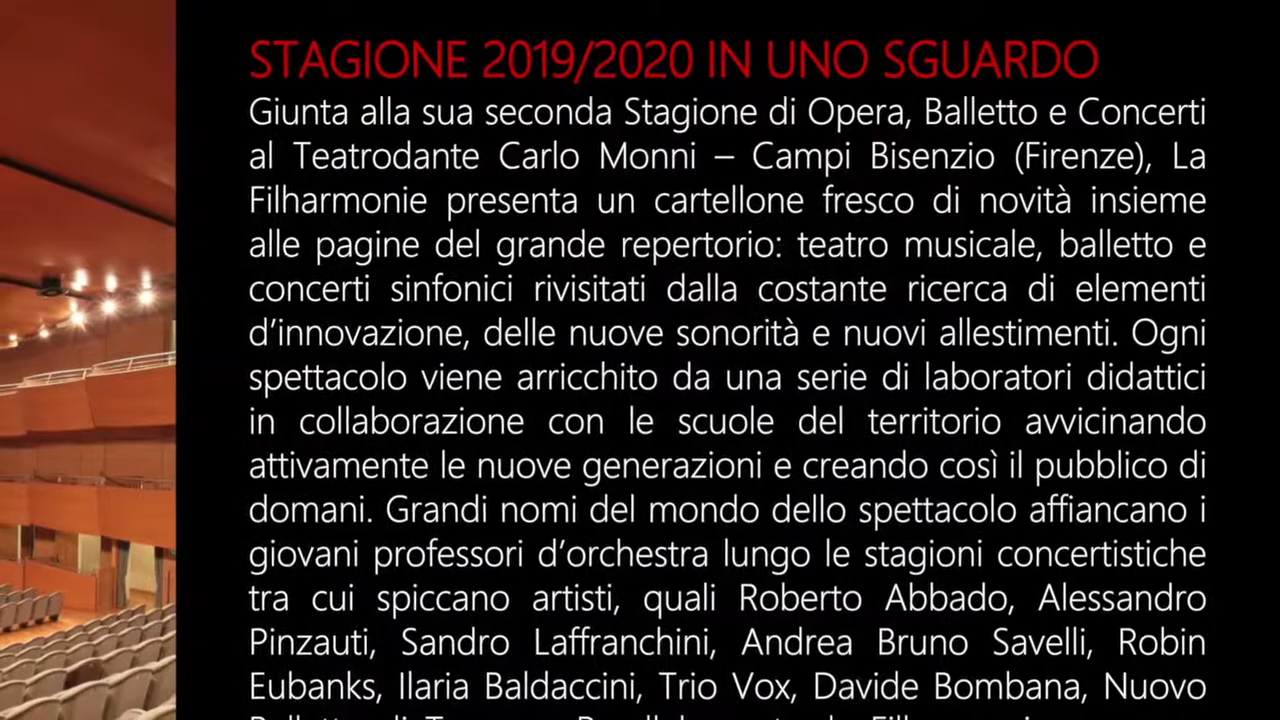 STAGIONE 2019/2020 IN UNO SGUARDO
Giunta alla sua seconda Stagione di Opera, Balletto e Concerti
al Teatrodante Carlo Monni – Campi Bisenzio (Firenze), La
Filharmonie presenta un cartellone fresco di novità insieme
alle pagine del grande repertorio: teatro musicale, balletto e
concerti sinfonici rivisitati dalla costante ricerca di elementi
d’innovazione, delle nuove sonorità e nuovi allestimenti. Ogni
spettacolo viene arricchito da una serie di laboratori didattici
in collaborazione con le scuole del territorio avvicinando
attivamente le nuove generazioni e creando così il pubblico di
domani. Grandi nomi del mondo dello spettacolo affiancano i
giovani professori d’orchestra lungo le stagioni concertistiche
tra cui spiccano artisti, quali Roberto Abbado, Alessandro
Pinzauti, Sandro Laffranchini, Andrea Bruno Savelli, Robin
Eubanks, Ilaria Baldaccini, Trio Vox, Davide Bombana, Nuovo